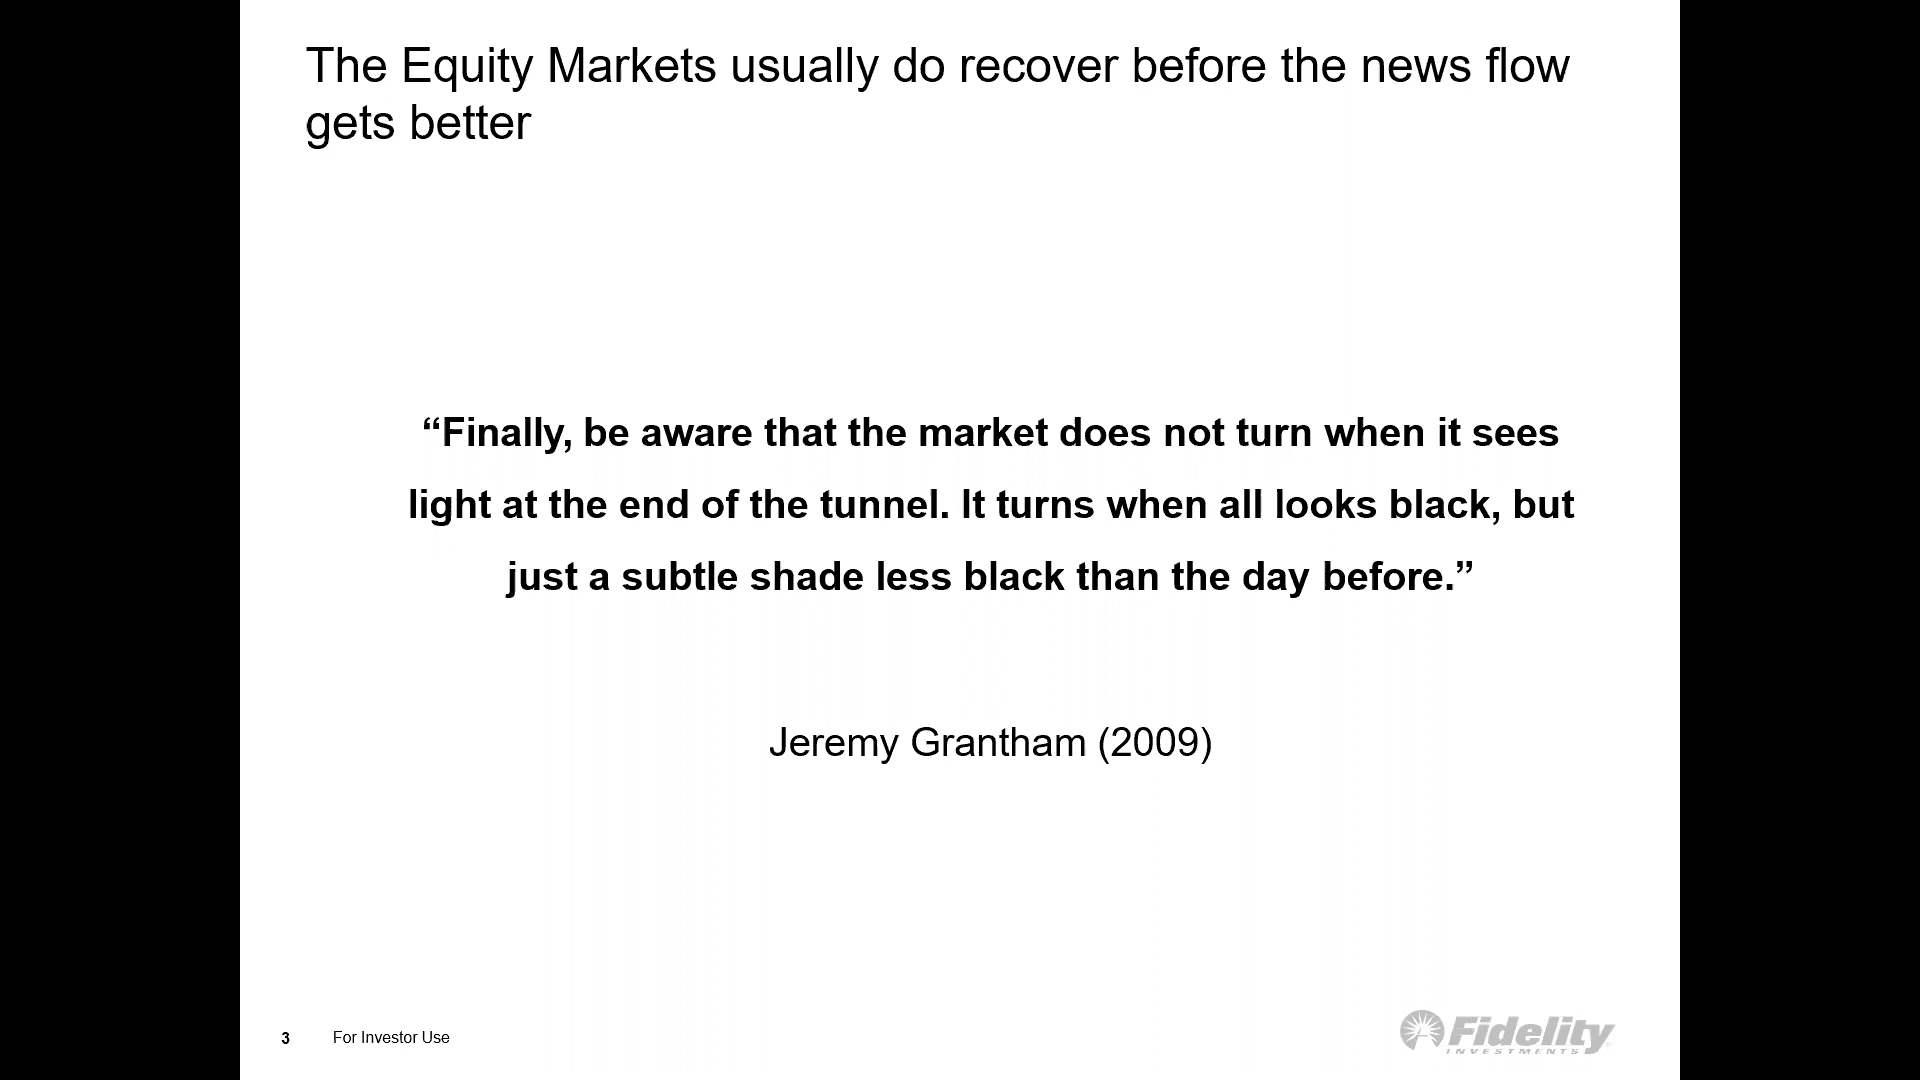 The Equity Markets usually do recover before the news flow
gets better
“Finally, be aware that the market does not turn when it sees
light at the end of the tunnel. It turns when all looks black, but
just a subtle shade less black than the day before.”
Jeremy Grantham (2009)
3 For Investor Use
Fidelity
INVESTMENTS